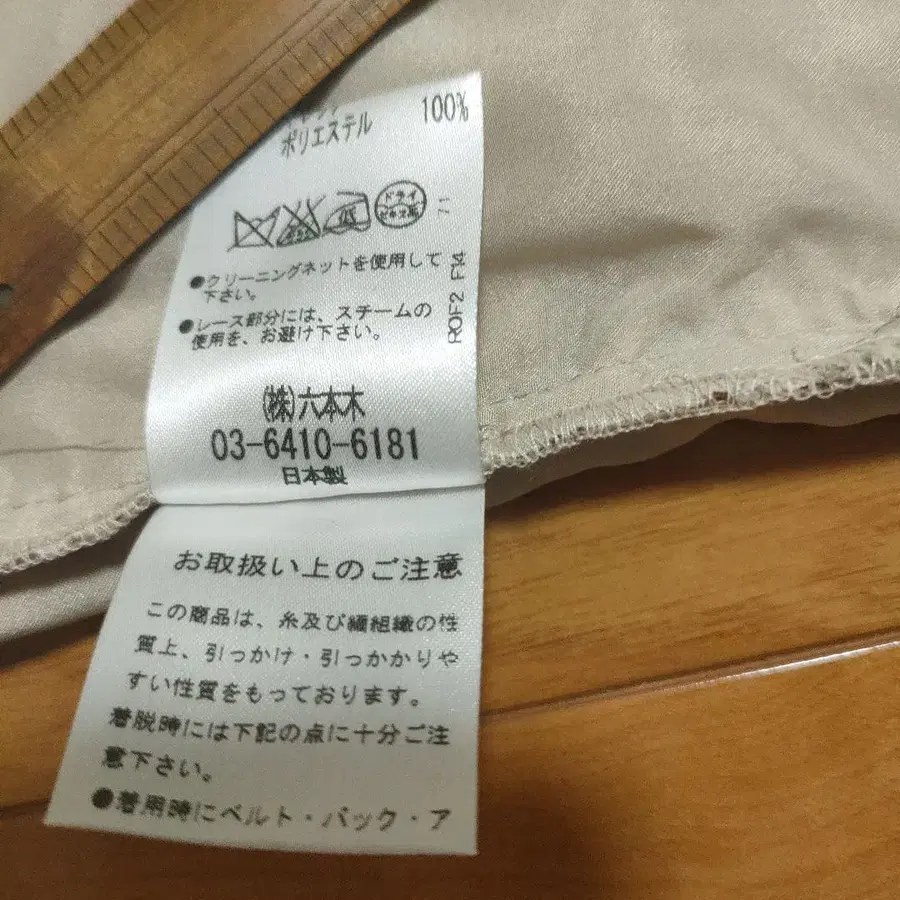 ポリエステル 100%
ドライ
セキユ系
71
●クリーニングネットを使用して
下さい。
●レース部分には、スチームの
使用を、お避け下さい。
ROF2 F14
(株)六本木
03-6410-6181
日本製
お取扱い上のご注意
この商品は、糸及び編組織の性
質上、引っかけ・引っかかりや
すい性質をもっております。
着脱時には下記の点に十分ご注
意下さい。
●着用時にベルト・バック・ア